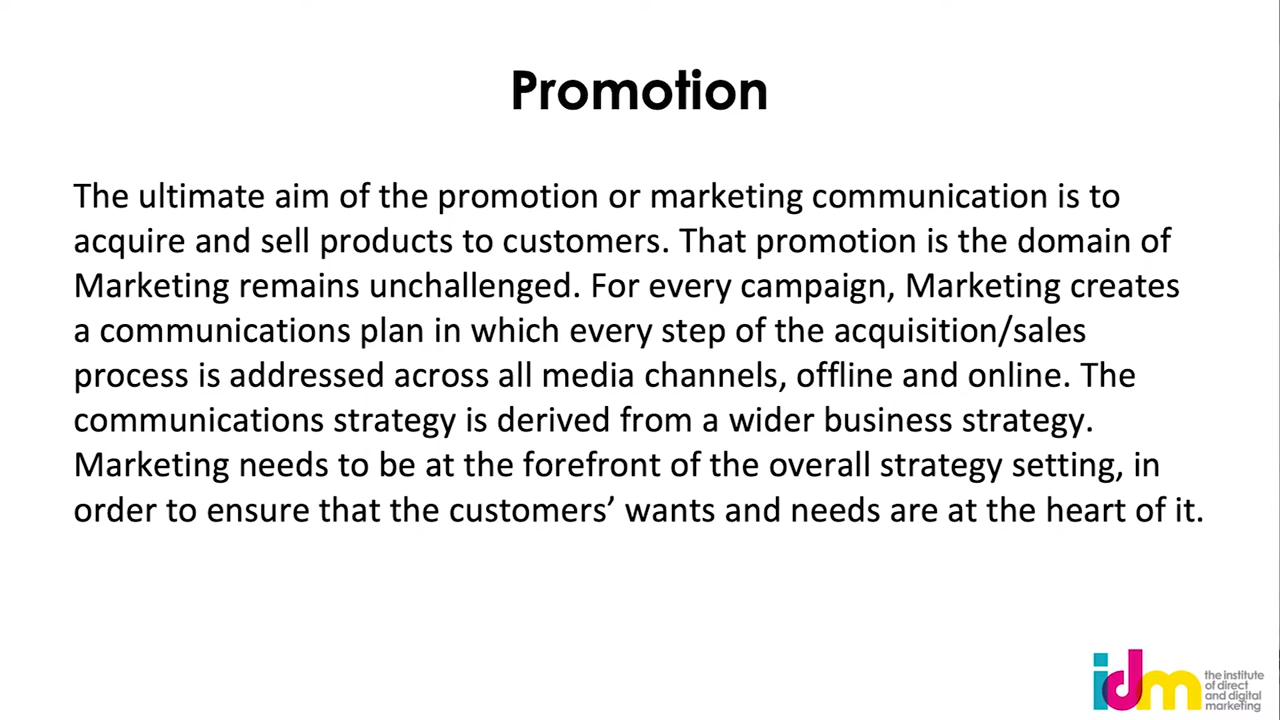 Promotion
The ultimate aim of the promotion or marketing communication is to
acquire and sell products to customers. That promotion is the domain of
Marketing remains unchallenged. For every campaign, Marketing creates
a communications plan in which every step of the acquisition/sales
process is addressed across all media channels, offline and online. The
communications strategy is derived from a wider business strategy.
Marketing needs to be at the forefront of the overall strategy setting, in
order to ensure that the customers’ wants and needs are at the heart of it.
idm
the institute
of direct
and digital
marketing